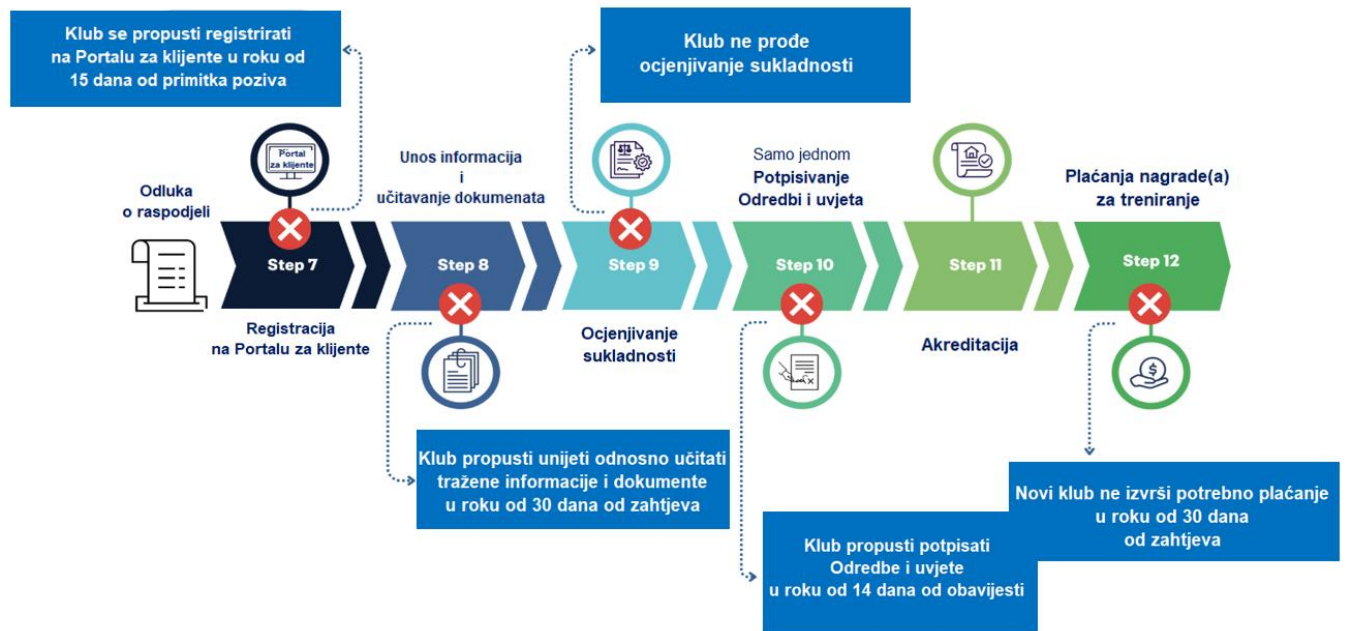 Klub se propusti registrirati
na Portalu za klijente u roku od
15 dana od primitka poziva
Klub ne prođe
ocjenjivanje sukladnosti
Portal
za klijente
Unos informacija
i
učitavanje dokumenata
Samo jednom
Potpisivanje
Odredbi i uvjeta
Plaćanja nagrade(a)
za treniranje
Odluka
o raspodjeli
Step 7
Step 8
Step 9
Step 10
Step 11
Step 12
Registracija
na Portalu za klijente
Ocjenjivanje
sukladnosti
Akreditacija
Klub propusti unijeti odnosno učitati
tražene informacije i dokumente
u roku od 30 dana od zahtjeva
Klub propusti potpisati
Odredbe i uvjete
u roku od 14 dana od obavijesti
Novi klub ne izvrši potrebno plaćanje
u roku od 30 dana
od zahtjeva